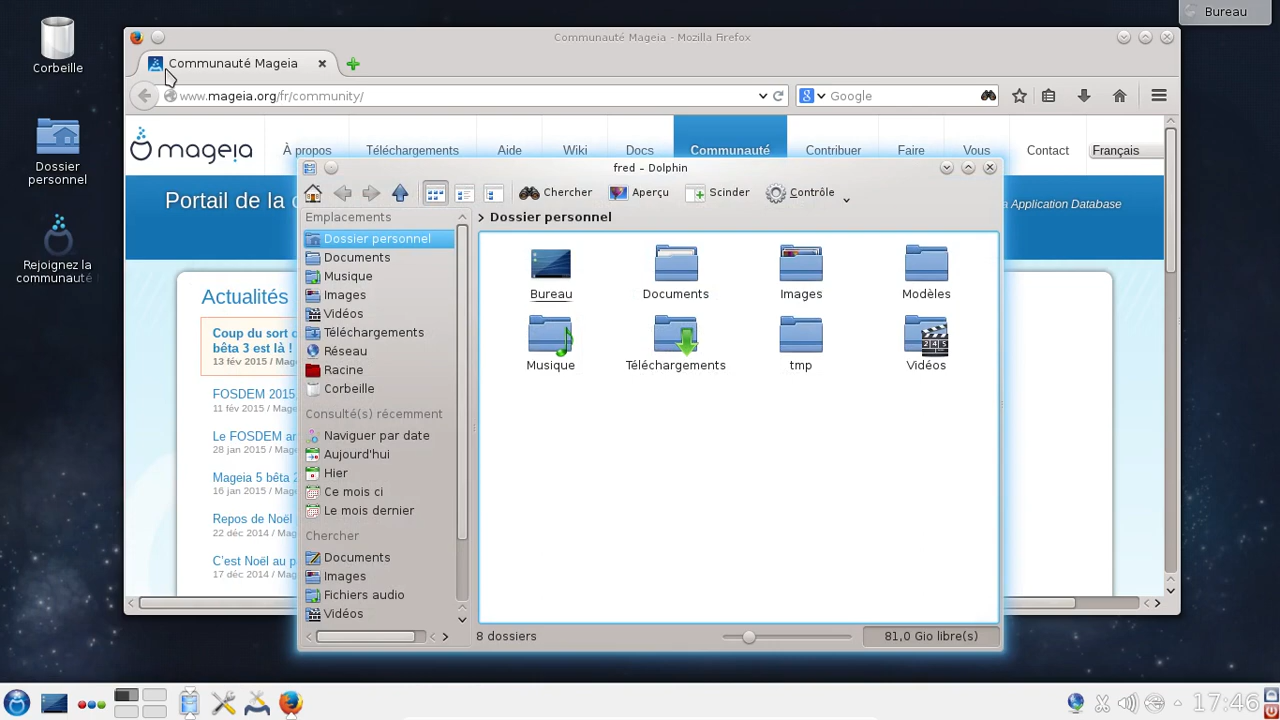 Bureau
Corbeille
Dossier
personnel
Rejoignez la
communauté
Communauté Mageia - Mozilla Firefox
Communauté Mageia
www.mageia.org/fr/community/
Google
mageia
À propos
Téléchargements
Aide
Wiki
Docs
Communauté
Contribuer
Faire
Vous
Contact
Français
Portail de la c
a Application Database
Actualités
Coup du sort c
bêta 3 est là !
13 fév 2015 / Mage
FOSDEM 2015
11 fév 2015 / Mage
Le FOSDEM ar
28 jan 2015 / Mage
Mageia 5 bêta 2
16 jan 2015 / Mage
Repos de Noël
22 déc 2014 / Mage
C'est Noël au p
17 déc 2014 / Mage
fred – Dolphin
Chercher
Aperçu
Scinder
Contrôle
Emplacements
Dossier personnel
Documents
Musique
Images
Vidéos
Téléchargements
Réseau
Racine
Corbeille
Consulté(s) récemment
Naviguer par date
Aujourd'hui
Hier
Ce mois ci
Le mois dernier
Chercher
Documents
Images
Fichiers audio
Vidéos
Dossier personnel
Bureau
Documents
Images
Modèles
Musique
Téléchargements
tmp
Vidéos
8 dossiers
81,0 Gio libre(s)
17:46